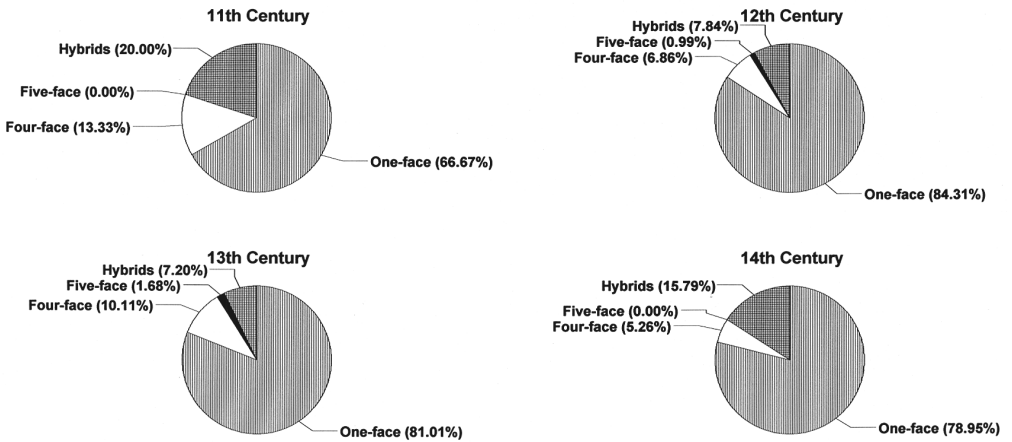 11th Century
Hybrids (20.00%)
Five-face (0.00%)
Four-face (13.33%)
One-face (66.67%)
12th Century
Hybrids (7.84%)
Five-face (0.99%)
Four-face (6.86%)
One-face (84.31%)
13th Century
Hybrids (7.20%)
Five-face (1.68%)
Four-face (10.11%)
One-face (81.01%)
14th Century
Hybrids (15.79%)
Five-face (0.00%)
Four-face (5.26%)
One-face (78.95%)